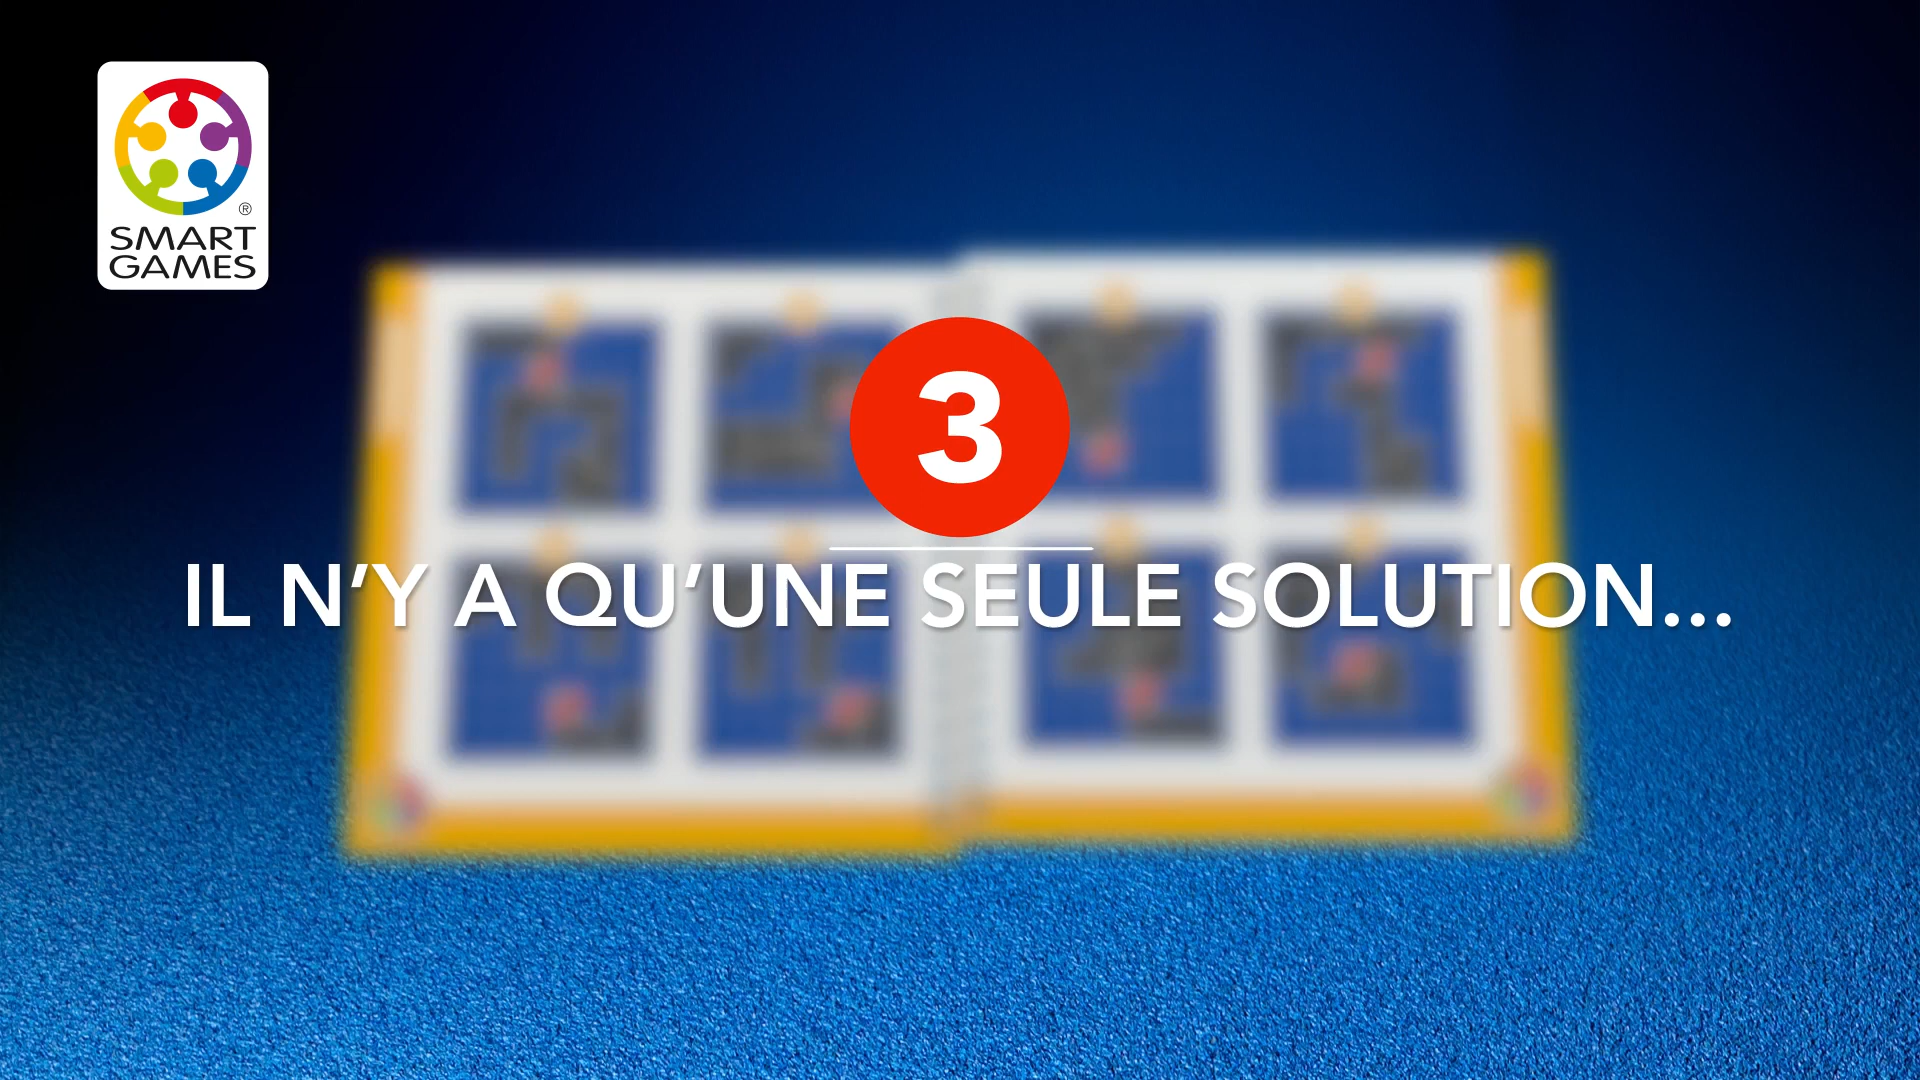 ®
SMART
GAMES
3
IL N’Y A QU’UNE SEULE SOLUTION...